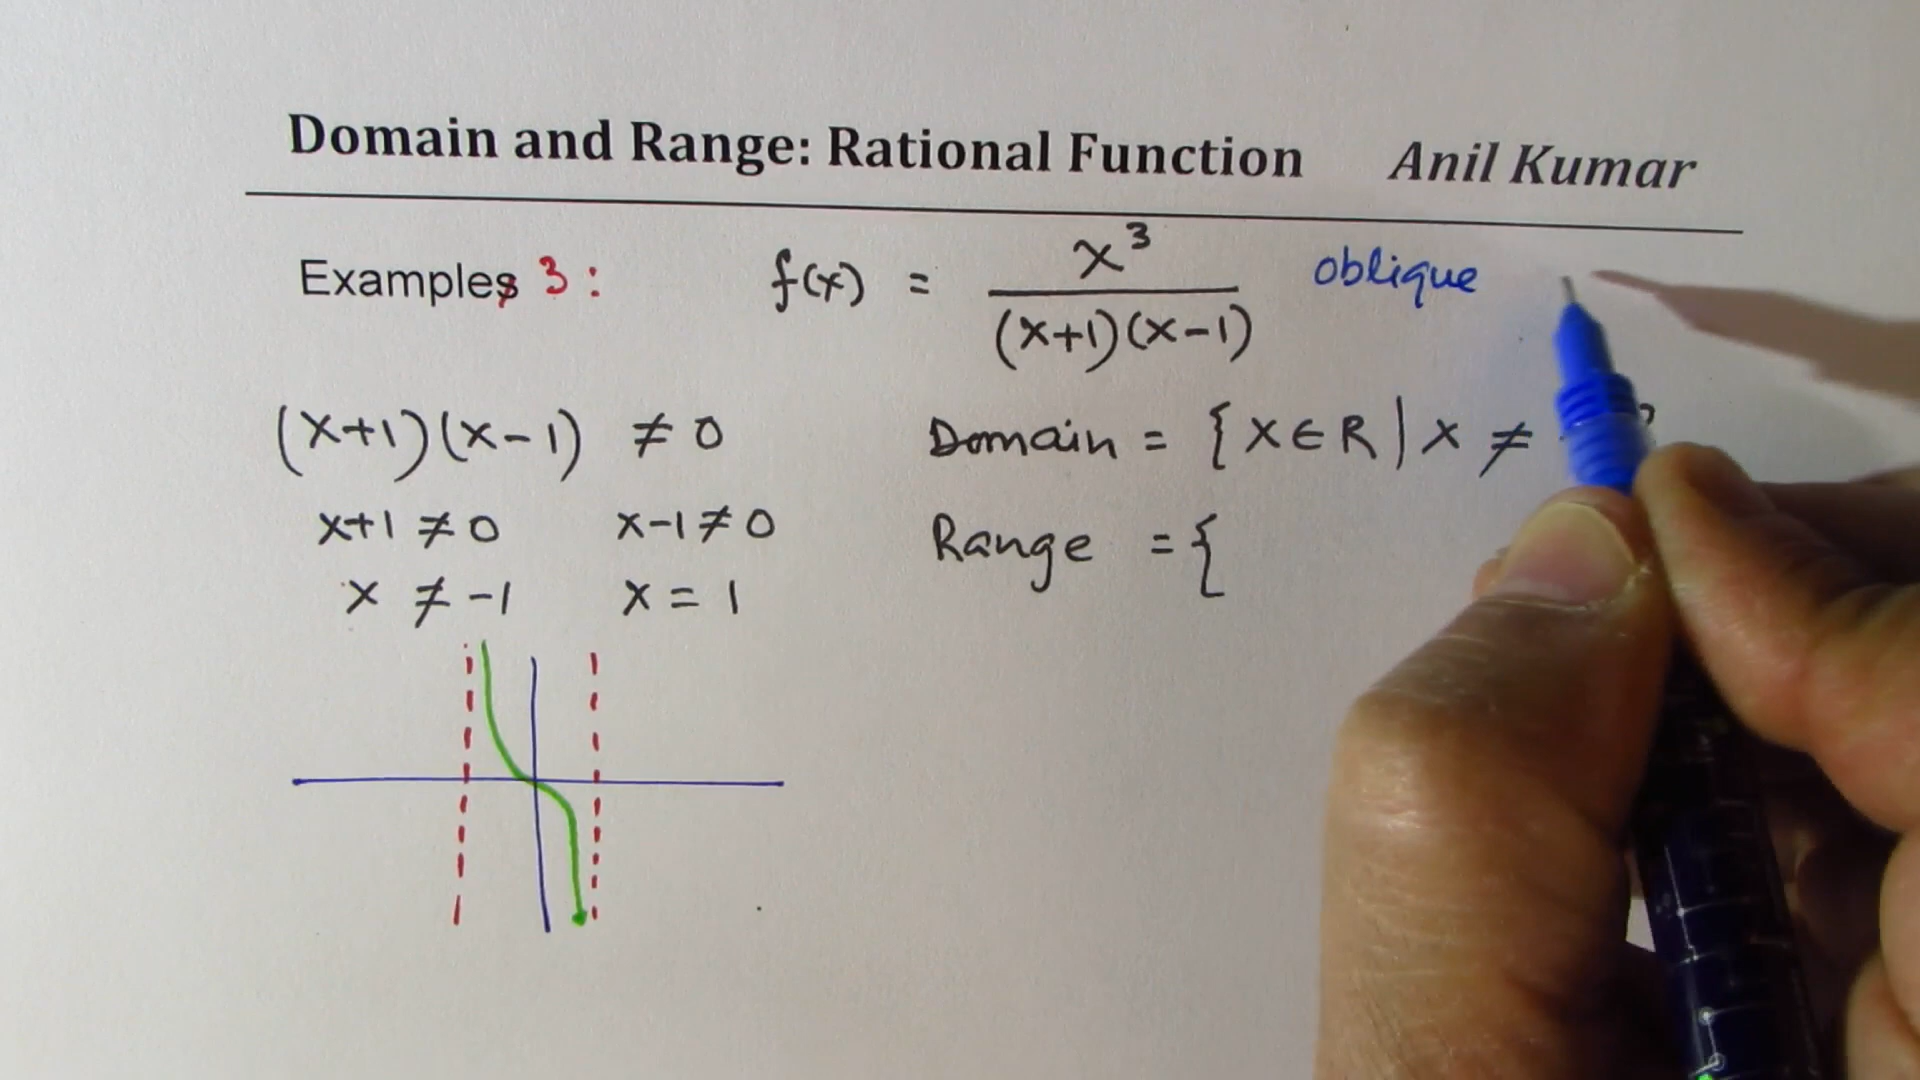 Domain and Range: Rational Function Anil Kumar
Examples 3 : f(x) = x³ / (x+1)(x-1) oblique
(x+1)(x-1) ≠ 0 Domain = { x ∈ R | x ≠
x+1 ≠ 0 x-1 ≠ 0 Range = {
x ≠ -1 x = 1